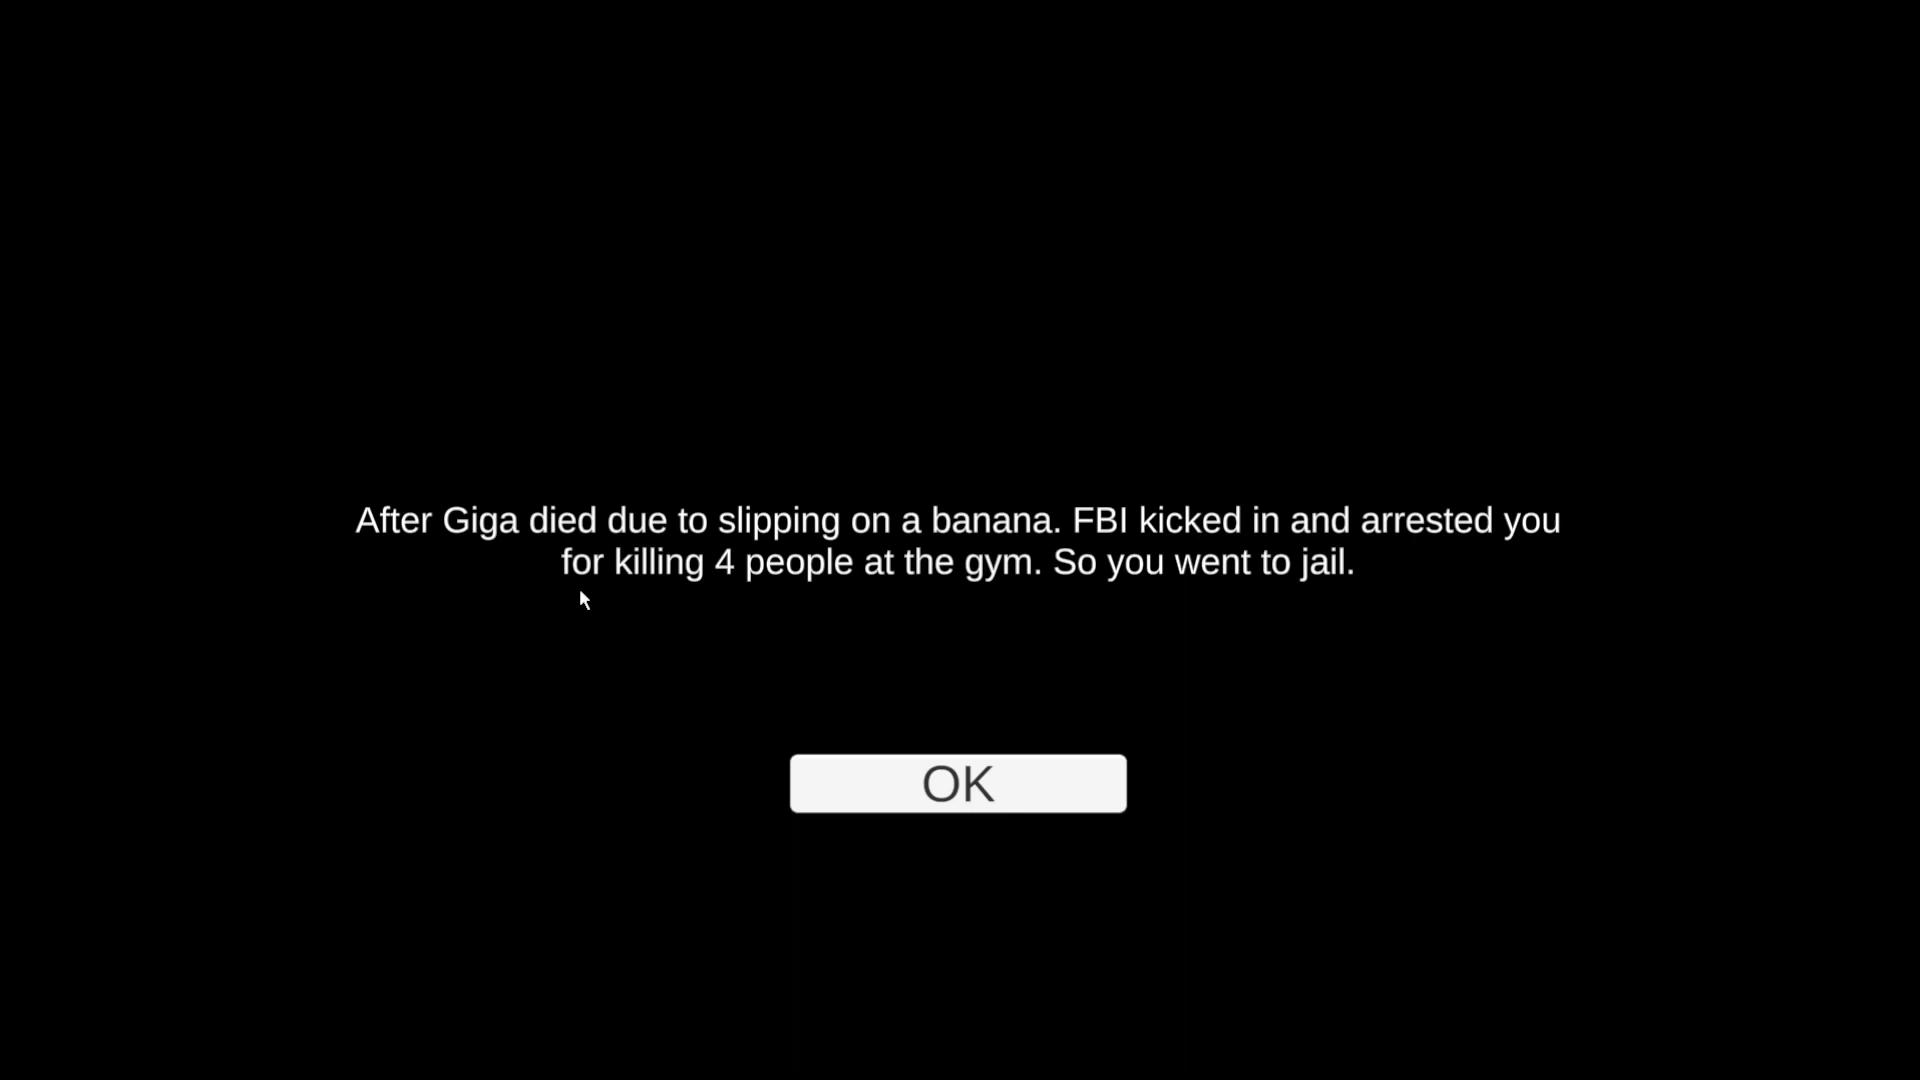 After Giga died due to slipping on a banana. FBI kicked in and arrested you
for killing 4 people at the gym. So you went to jail.
OK